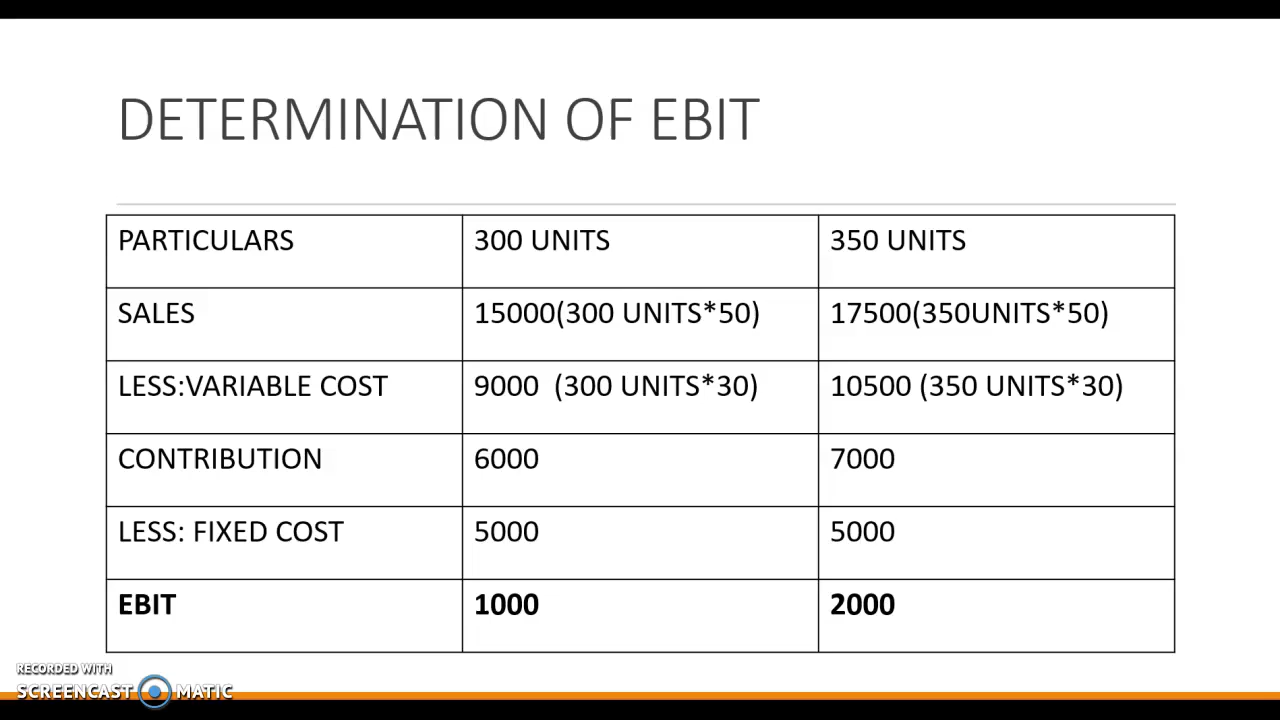 DETERMINATION OF EBIT
PARTICULARS 300 UNITS 350 UNITS
SALES 15000(300 UNITS*50) 17500(350UNITS*50)
LESS:VARIABLE COST 9000 (300 UNITS*30) 10500 (350 UNITS*30)
CONTRIBUTION 6000 7000
LESS: FIXED COST 5000 5000
EBIT 1000 2000
RECORDED WITH
SCREENCAST MATIC